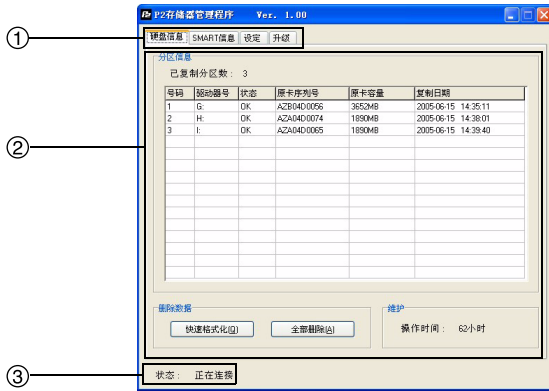 P2存储器管理程序 Ver. 1.00
① 硬盘信息 SMART信息 设定 升级
分区信息
已复制分区数： 3
号码 驱动器号 状态 原卡序列号 原卡容量 复制日期
1 G: OK AZB04D0056 3652MB 2005-06-15 14:35:11
2 H: OK AZA04D0074 1890MB 2005-06-15 14:38:01
3 I: OK AZA04D0065 1890MB 2005-06-15 14:39:40
②
删除数据 维护
快速格式化(Q) 全部删除(A) 操作时间： 62小时
③ 状态： 正在连接